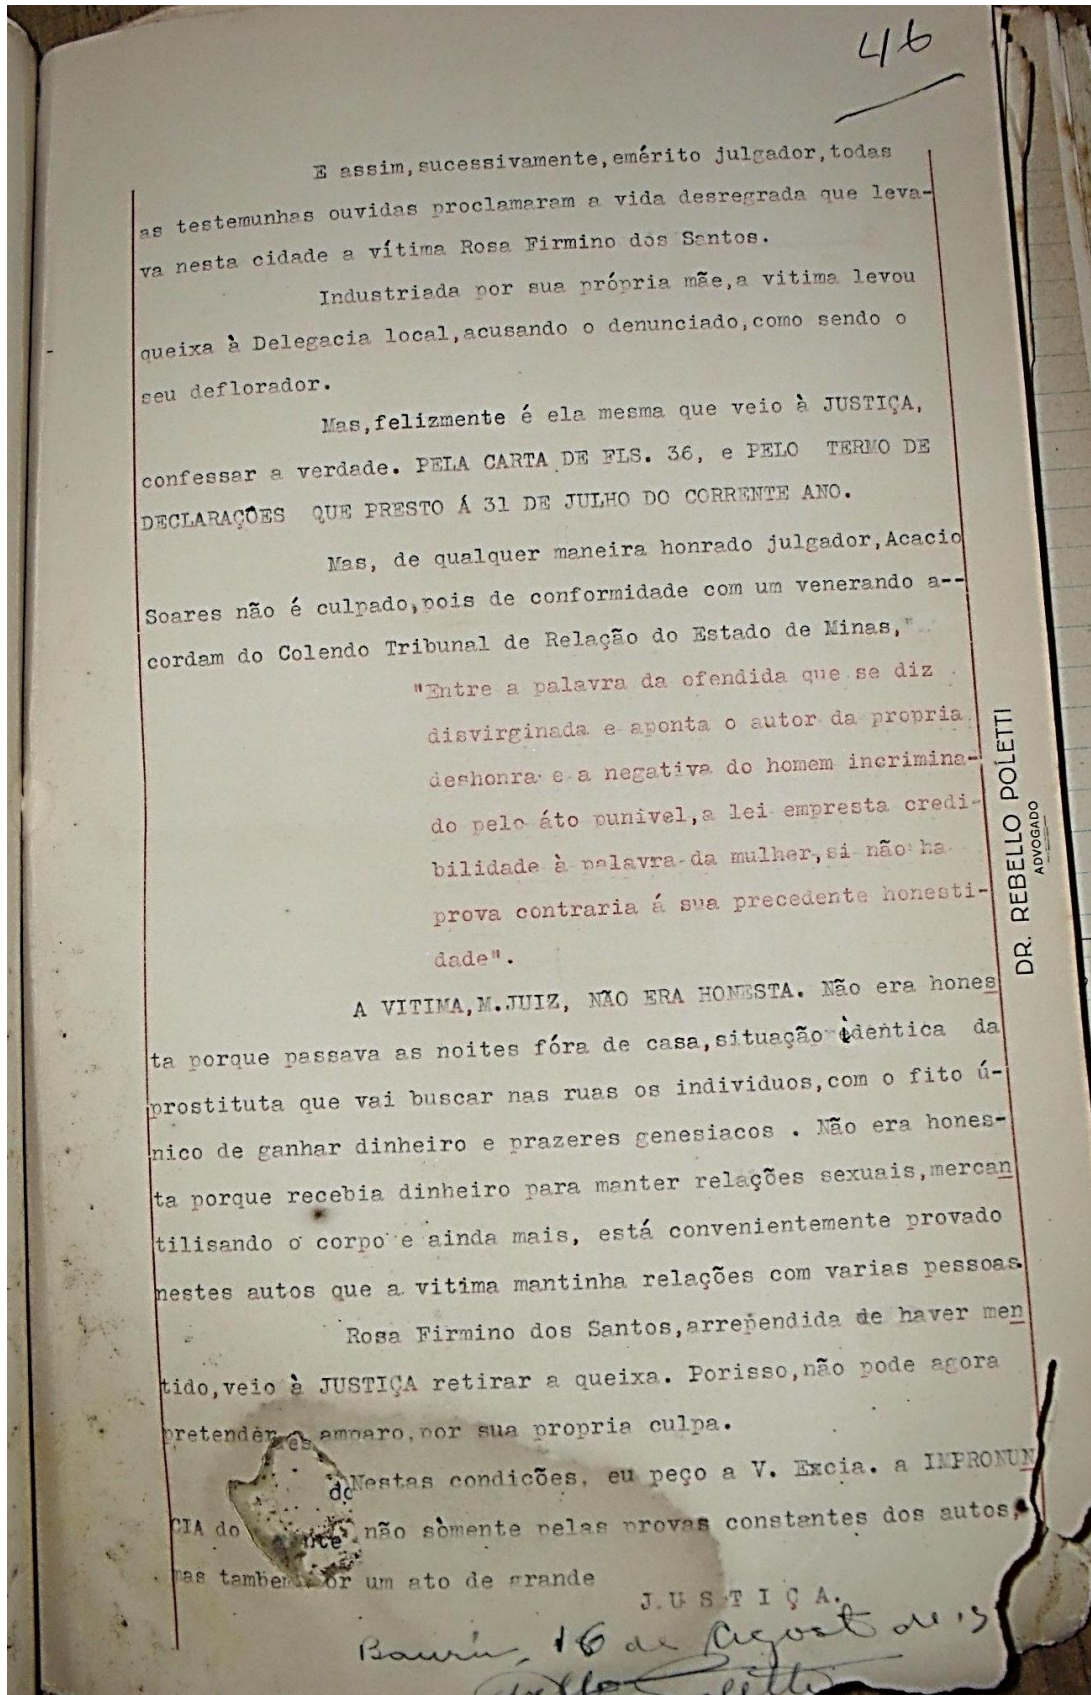 46
E assim,sucessivamente,emérito julgador,todas
as testemunhas ouvidas proclamaram a vida desregrada que leva-
va nesta cidade a vítima Rosa Firmino dos Santos.
Industriada por sua própria mãe,a vitima levou
queixa à Delegacia local,acusando o denunciado,como sendo o
seu deflorador.
Mas,felizmente é ela mesma que veio à JUSTIÇA,
confessar a verdade. PELA CARTA DE FLS. 36, e PELO TERMO DE
DECLARAÇÕES QUE PRESTO Á 31 DE JULHO DO CORRENTE ANO.
Mas, de qualquer maneira honrado julgador,Acacio
Soares não é culpado,pois de conformidade com um venerando a--
cordam do Colendo Tribunal de Relação do Estado de Minas,"
"Entre a palavra da ofendida que se diz
disvirginada e aponta o autor da propria
deshonra e a negativa do homem incrimina-
do pelo áto punivel,a lei empresta credi-
bilidade à palavra da mulher,si não ha
prova contraria á sua precedente honesti-
dade".
DR. REBELLO POLETTI
ADVOGADO
A VITIMA,M.JUIZ, NÃO ERA HONESTA. Não era hones
ta porque passava as noites fóra de casa,situação identica da
prostituta que vai buscar nas ruas os individuos,com o fito ú-
nico de ganhar dinheiro e prazeres genesiacos . Não era hones-
ta porque recebia dinheiro para manter relações sexuais,mercan
tilisando o corpo e ainda mais, está convenientemente provado
nestes autos que a vitima mantinha relações com varias pessoas.
Rosa Firmino dos Santos,arrependida de haver men
tido,veio à JUSTIÇA retirar a queixa. Porisso,não pode agora
pretender amparo,por sua propria culpa.
Nestas condições, eu peço a V. Excia. a IMPRONUN
CIA do não sòmente pelas provas constantes dos autos,
mas tambem por um ato de grande
J U S T I Ç A.
Baurú, 16 de Agosto de 19